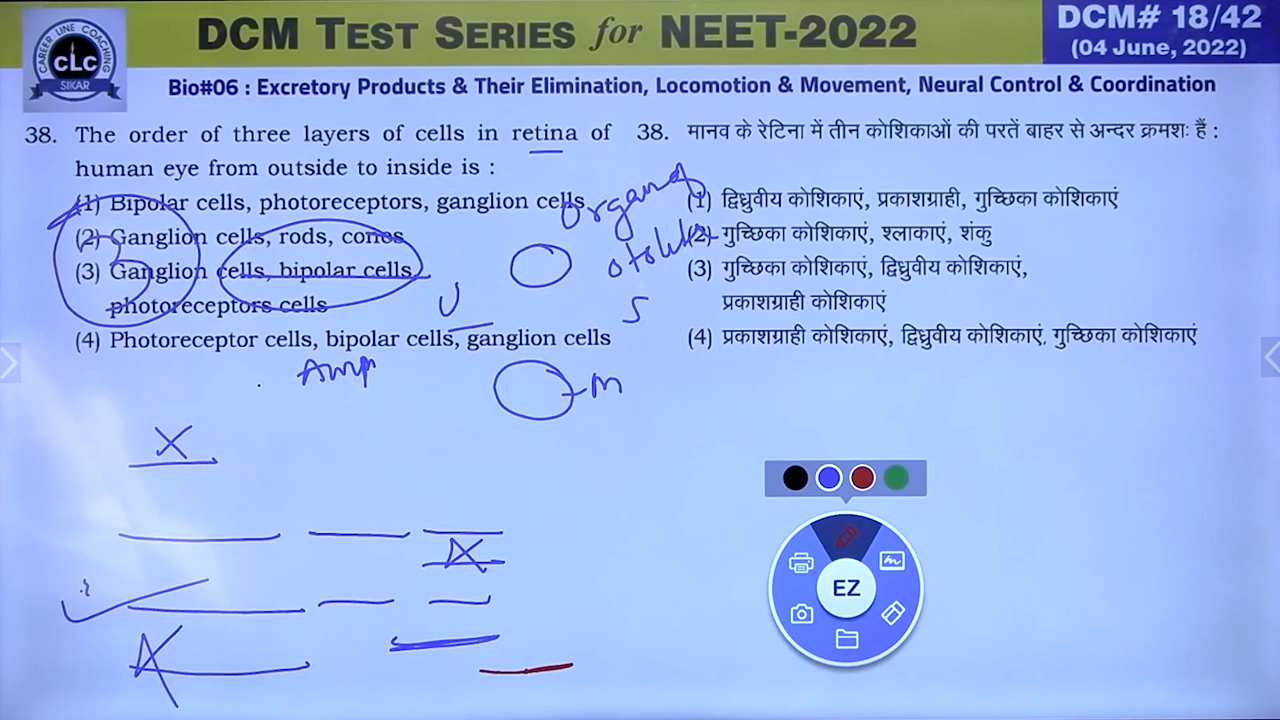 CAREER LINE COACHING
CLC
SIKAR
DCM TEST SERIES for NEET-2022
DCM# 18/42
(04 June, 2022)
Bio#06 : Excretory Products & Their Elimination, Locomotion & Movement, Neural Control & Coordination
38. The order of three layers of cells in retina of
human eye from outside to inside is :
(1) Bipolar cells, photoreceptors, ganglion cells
(2) Ganglion cells, rods, cones
(3) Ganglion cells, bipolar cells,
photoreceptors cells
(4) Photoreceptor cells, bipolar cells, ganglion cells
38. मानव के रेटिना में तीन कोशिकाओं की परतें बाहर से अन्दर क्रमशः हैं :
(1) द्विध्रुवीय कोशिकाएं, प्रकाशग्राही, गुच्छिका कोशिकाएं
(2) गुच्छिका कोशिकाएं, श्लाकाएं, शंकु
(3) गुच्छिका कोशिकाएं, द्विध्रुवीय कोशिकाएं,
प्रकाशग्राही कोशिकाएं
(4) प्रकाशग्राही कोशिकाएं, द्विध्रुवीय कोशिकाएं, गुच्छिका कोशिकाएं
organ of
U
S
Amp
m
EZ